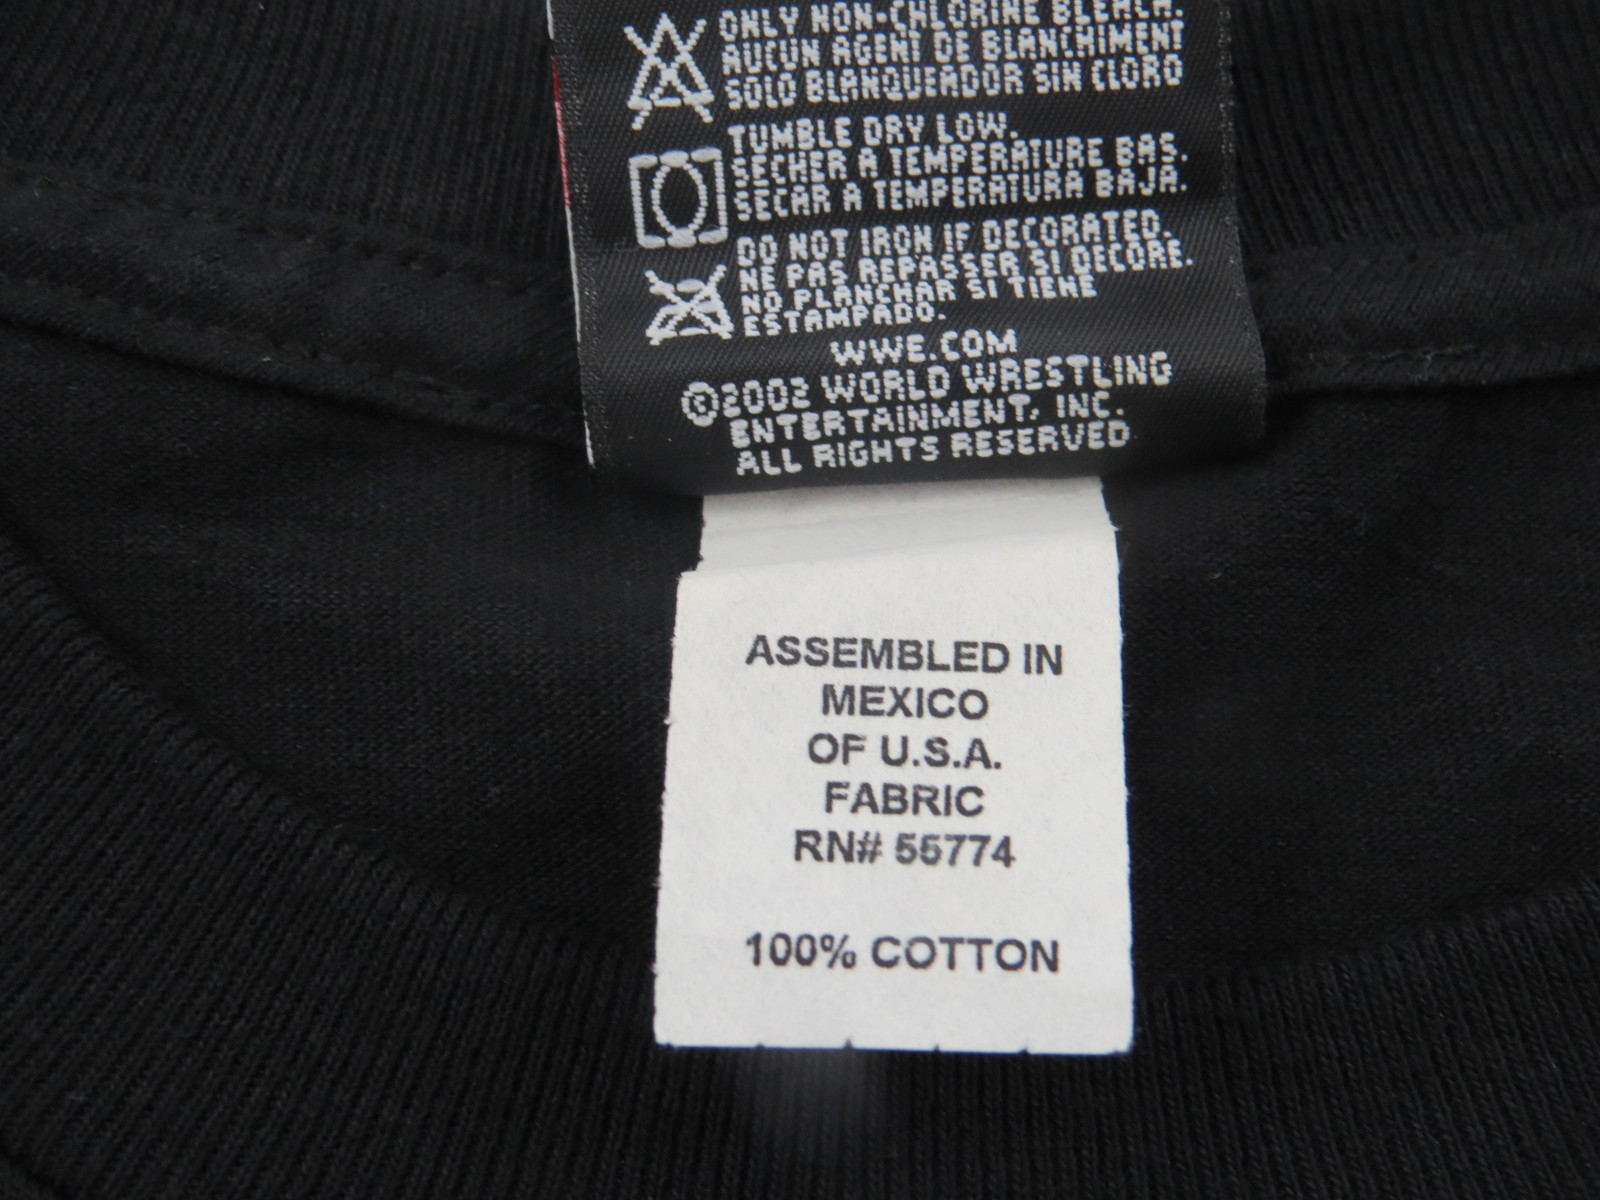 ONLY NON-CHLORINE BLEACH.
AUCUN AGENT DE BLANCHIMENT
SOLO BLANQUEADOR SIN CLORO
TUMBLE DRY LOW.
SECHER A TEMPERATURE BAS.
SECAR A TEMPERATURA BAJA.
DO NOT IRON IF DECORATED.
NE PAS REPASSER SI DECORE.
NO PLANCHAR SI TIENE
ESTAMPADO.
WWE.COM
©2002 WORLD WRESTLING
ENTERTAINMENT, INC.
ALL RIGHTS RESERVED
ASSEMBLED IN
MEXICO
OF U.S.A.
FABRIC
RN# 55774
100% COTTON